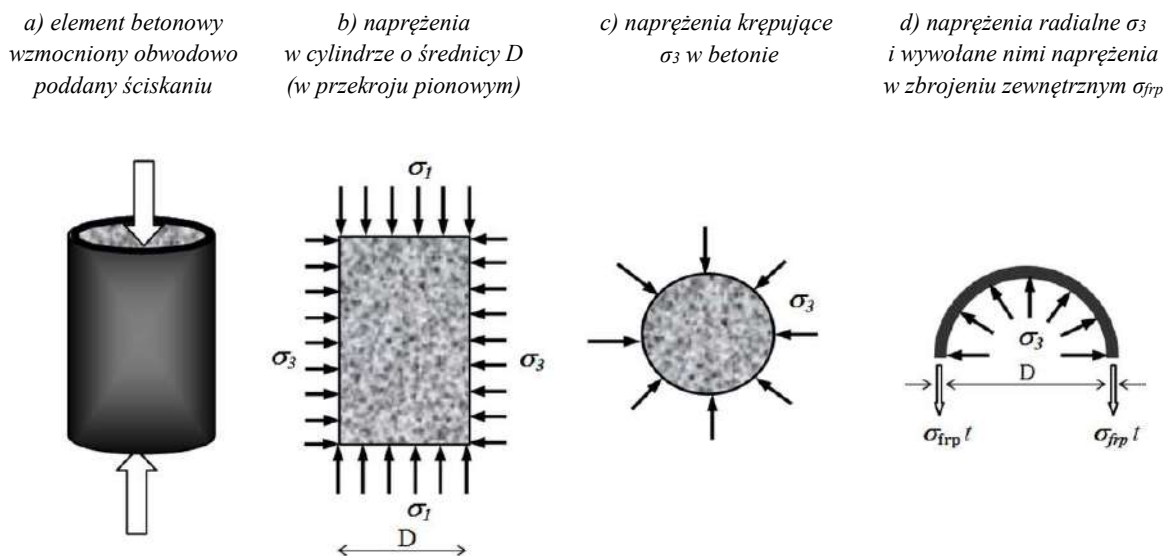 a) element betonowy
wzmocniony obwodowo
poddany ściskaniu
b) naprężenia
w cylindrze o średnicy D
(w przekroju pionowym)
c) naprężenia krępujące
σ3 w betonie
d) naprężenia radialne σ3
i wywołane nimi naprężenia
w zbrojeniu zewnętrznym σfrp
σ1
σ3
σ3
σ1
D
σ3
σ3
D
σfrp t
σfrp t